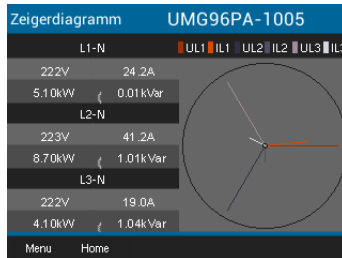 Zeigerdiagramm UMG96PA-1005
L1-N UL1 IL1 UL2 IL2 UL3 IL
222V 24.2A
5.10kW 0.01kVar
L2-N
223V 41.2A
8.70kW 1.01kVar
L3-N
222V 19.0A
4.10kW 1.04kVar
Menu Home